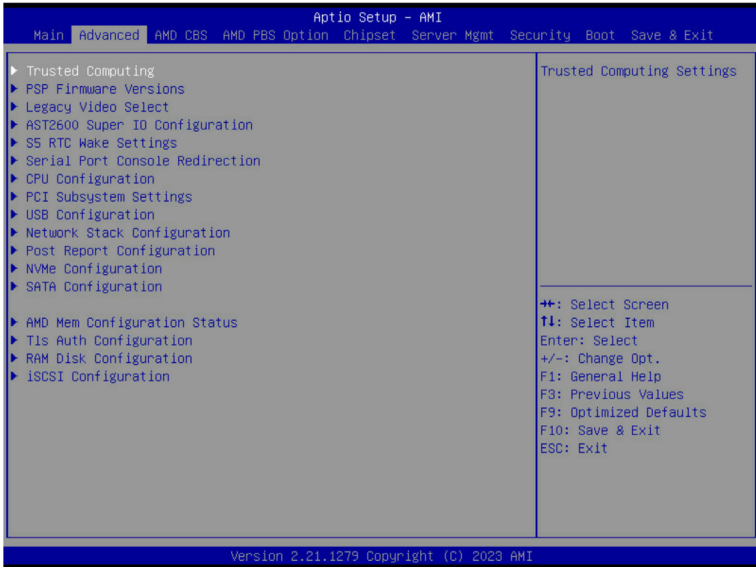 Aptio Setup - AMI
Main Advanced AMD CBS AMD PBS Option Chipset Server Mgmt Security Boot Save & Exit
Trusted Computing
PSP Firmware Versions
Legacy Video Select
AST2600 Super IO Configuration
S5 RTC Wake Settings
Serial Port Console Redirection
CPU Configuration
PCI Subsystem Settings
USB Configuration
Network Stack Configuration
Post Report Configuration
NVMe Configuration
SATA Configuration
AMD Mem Configuration Status
Tls Auth Configuration
RAM Disk Configuration
iSCSI Configuration
Trusted Computing Settings
→←: Select Screen
↑↓: Select Item
Enter: Select
+/-: Change Opt.
F1: General Help
F3: Previous Values
F9: Optimized Defaults
F10: Save & Exit
ESC: Exit
Version 2.21.1279 Copyright (C) 2023 AMI